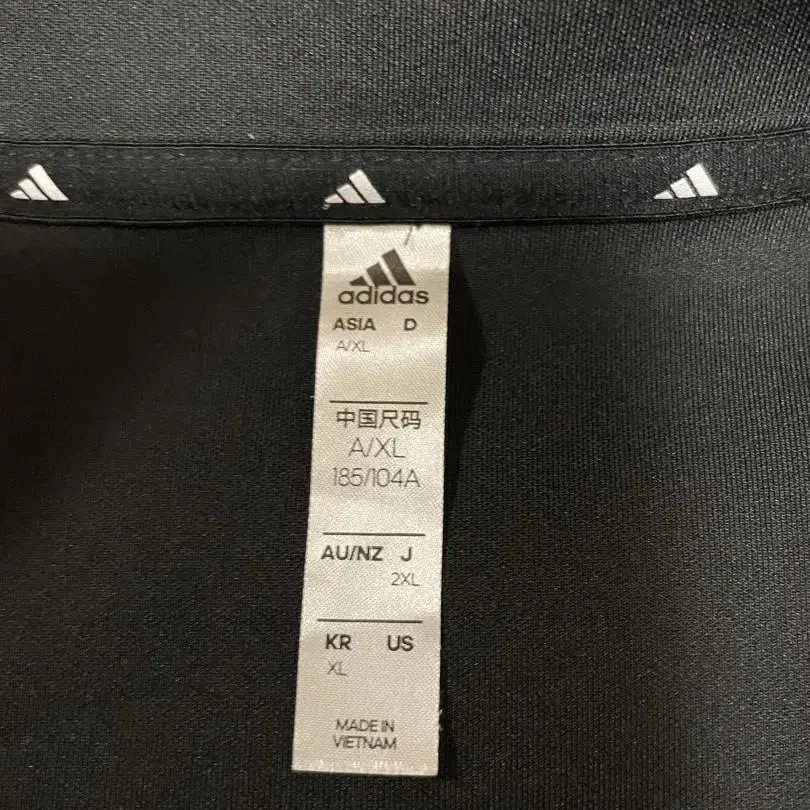 adidas
ASIA D
A/XL
中国尺码
A/XL
185/104A
AU/NZ J
2XL
KR US
XL
MADE IN
VIETNAM